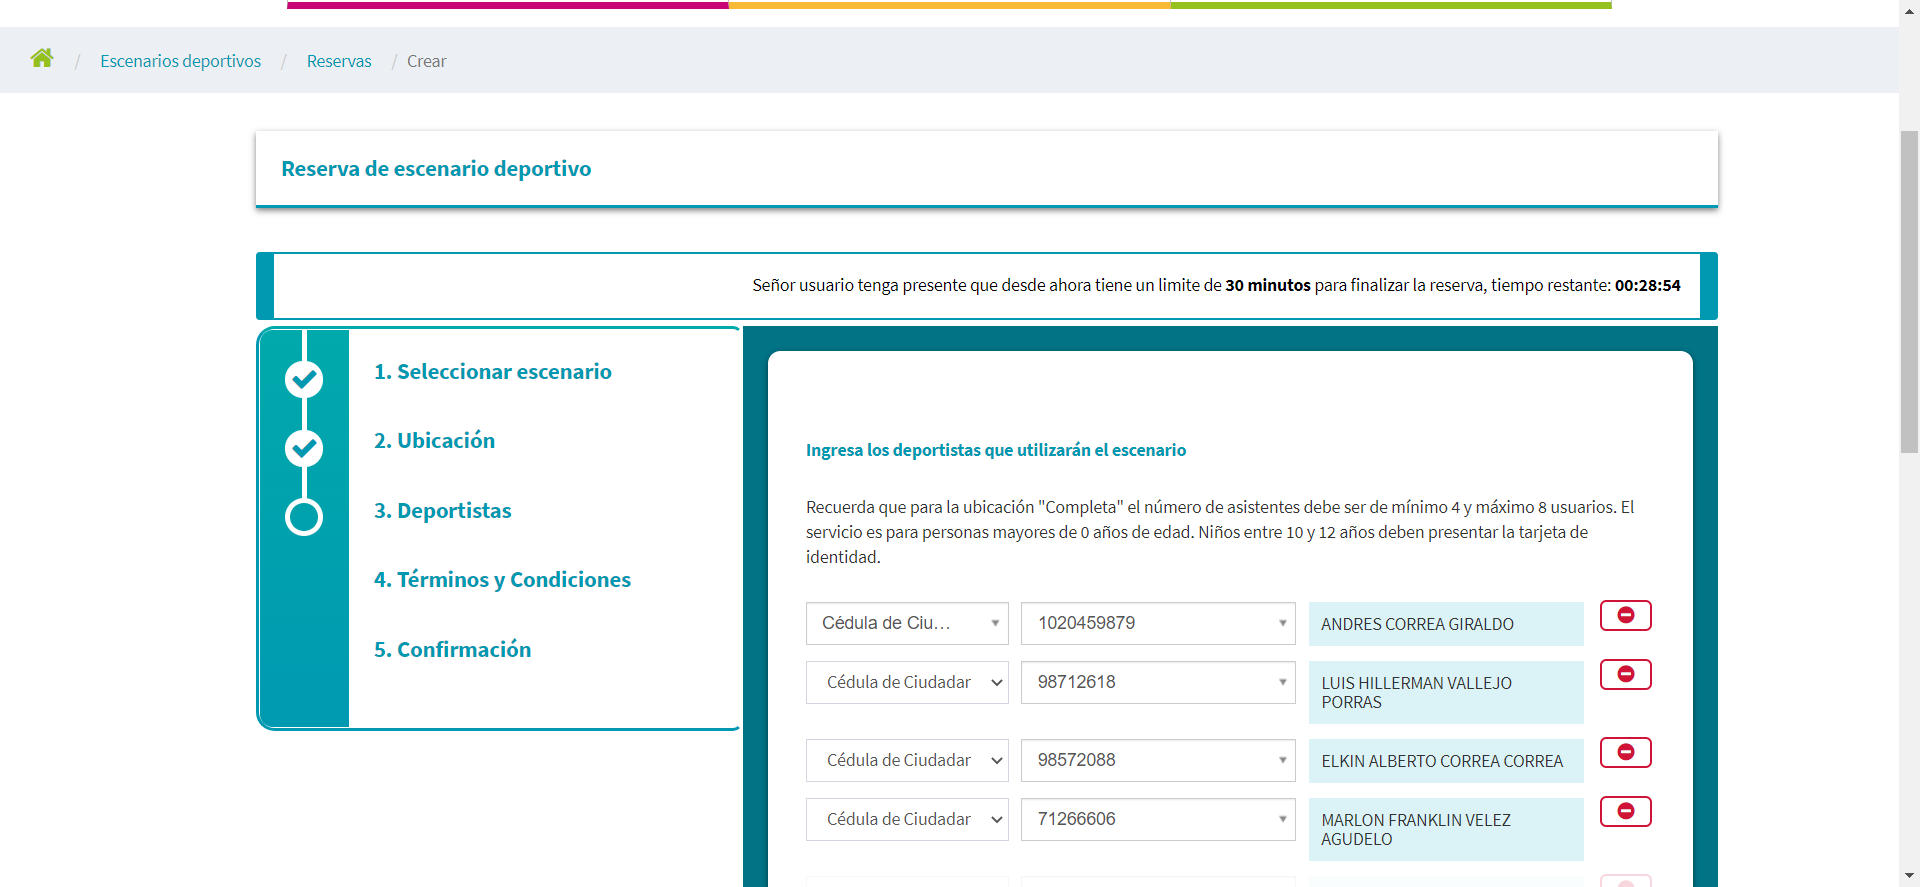 / Escenarios deportivos / Reservas / Crear
Reserva de escenario deportivo
Señor usuario tenga presente que desde ahora tiene un limite de 30 minutos para finalizar la reserva, tiempo restante: 00:28:54
1. Seleccionar escenario
2. Ubicación
3. Deportistas
4. Términos y Condiciones
5. Confirmación
Ingresa los deportistas que utilizarán el escenario
Recuerda que para la ubicación "Completa" el número de asistentes debe ser de mínimo 4 y máximo 8 usuarios. El
servicio es para personas mayores de 0 años de edad. Niños entre 10 y 12 años deben presentar la tarjeta de
identidad.
Cédula de Ciu... 1020459879 ANDRES CORREA GIRALDO
Cédula de Ciudadar 98712618 LUIS HILLERMAN VALLEJO
PORRAS
Cédula de Ciudadar 98572088 ELKIN ALBERTO CORREA CORREA
Cédula de Ciudadar 71266606 MARLON FRANKLIN VELEZ
AGUDELO